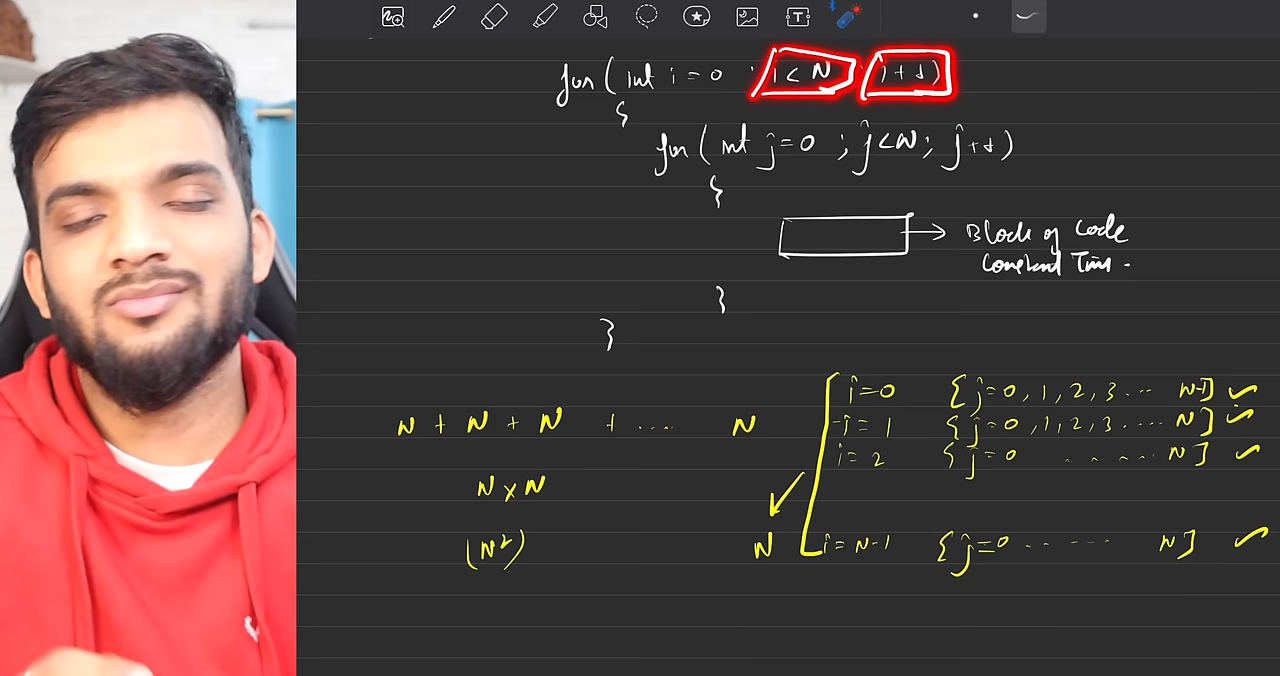 for ( int i = 0 ; i < N ; i++ )
{
for ( int j = 0 ; j < N ; j++ )
{
→ Block of Code
Constant Time.
}
}
i = 0 { j = 0, 1, 2, 3 ... N-1 ]
N + N + N + .... N
i = 1 { j = 0, 1, 2, 3 .... N ]
i = 2 { j = 0 ...... N ]
N x N
(N²)
N
i = N-1 { j = 0 ...... N ]